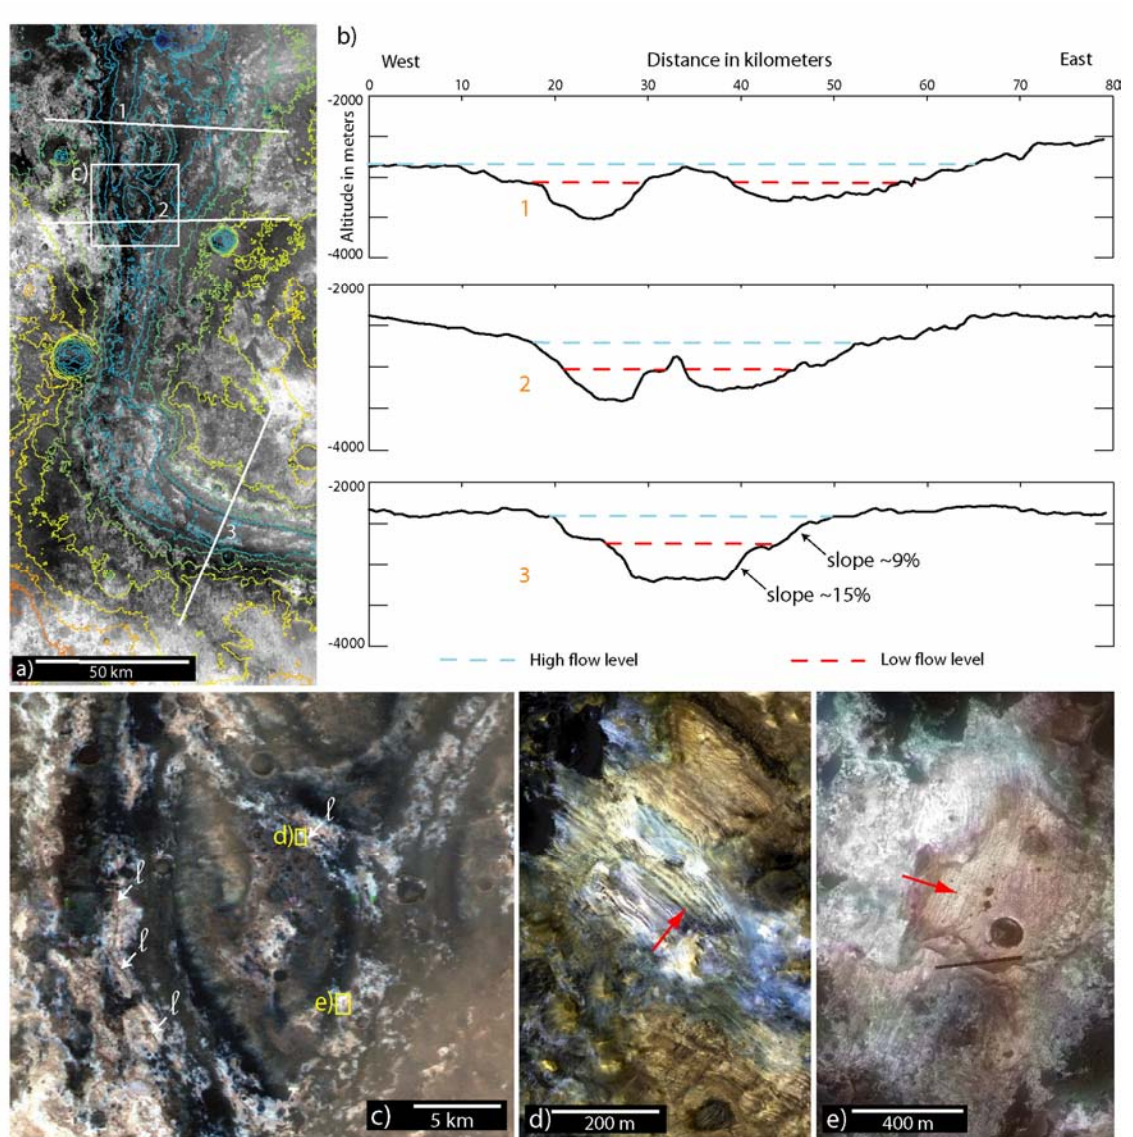 b)
West
Distance in kilometers
East
0 10 20 30 40 50 60 70 80
Altitude in meters
-2000
-4000
1
-2000
-4000
2
-2000
-4000
3
slope ~9%
slope ~15%
High flow level
Low flow level
1
c)
2
3
a)
50 km
ℓ
d)
ℓ
ℓ
e)
ℓ
c)
5 km
d)
200 m
e)
400 m